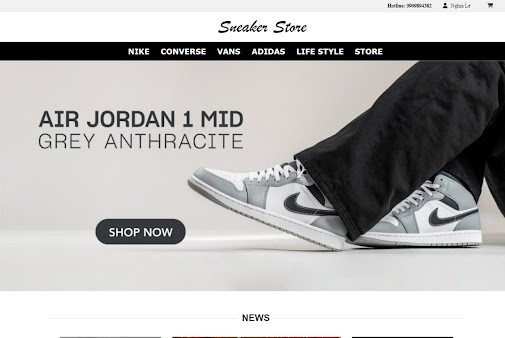 Hotline: 0909894382 Nghia Le
Sneaker Store
NIKE CONVERSE VANS ADIDAS LIFE STYLE STORE
AIR JORDAN 1 MID
GREY ANTHRACITE
SHOP NOW
NEWS